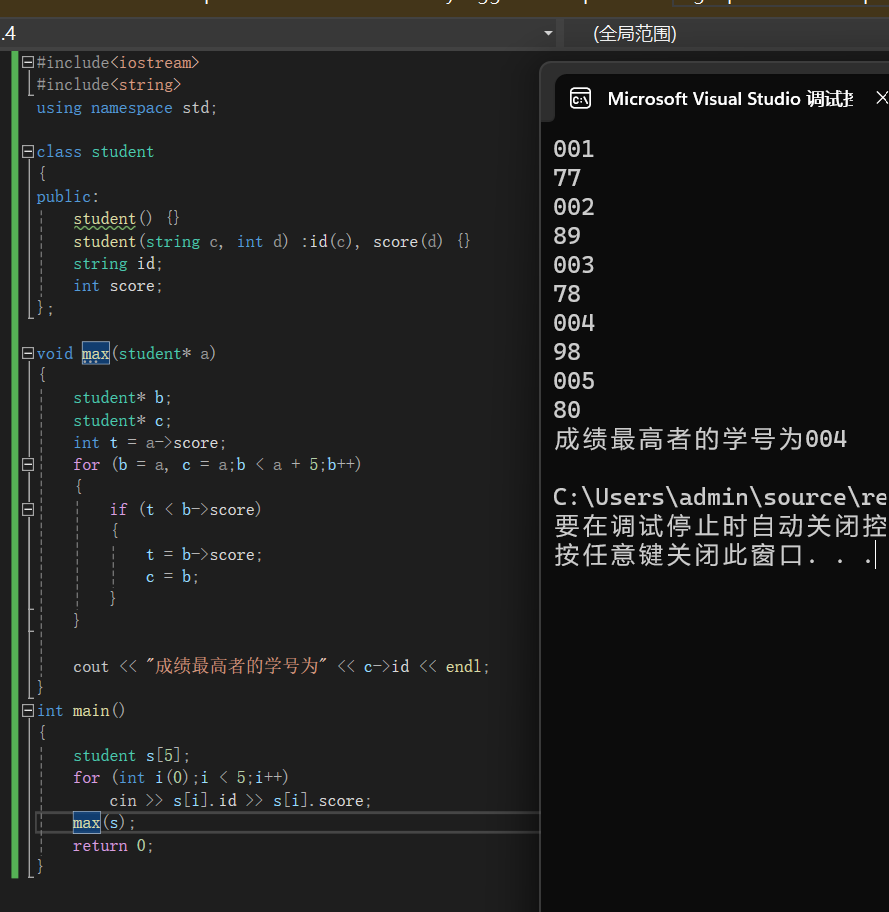 .4
(全局范围)
#include<iostream>
#include<string>
using namespace std;
class student
{
public:
student() {}
student(string c, int d) :id(c), score(d) {}
string id;
int score;
};
void max(student* a)
{
student* b;
student* c;
int t = a->score;
for (b = a, c = a;b < a + 5;b++)
{
if (t < b->score)
{
t = b->score;
c = b;
}
}
cout << "成绩最高者的学号为" << c->id << endl;
}
int main()
{
student s[5];
for (int i(0);i < 5;i++)
cin >> s[i].id >> s[i].score;
max(s);
return 0;
}
Microsoft Visual Studio 调试
001
77
002
89
003
78
004
98
005
80
成绩最高者的学号为004
C:\Users\admin\source\re
要在调试停止时自动关闭控
按任意键关闭此窗口. . .